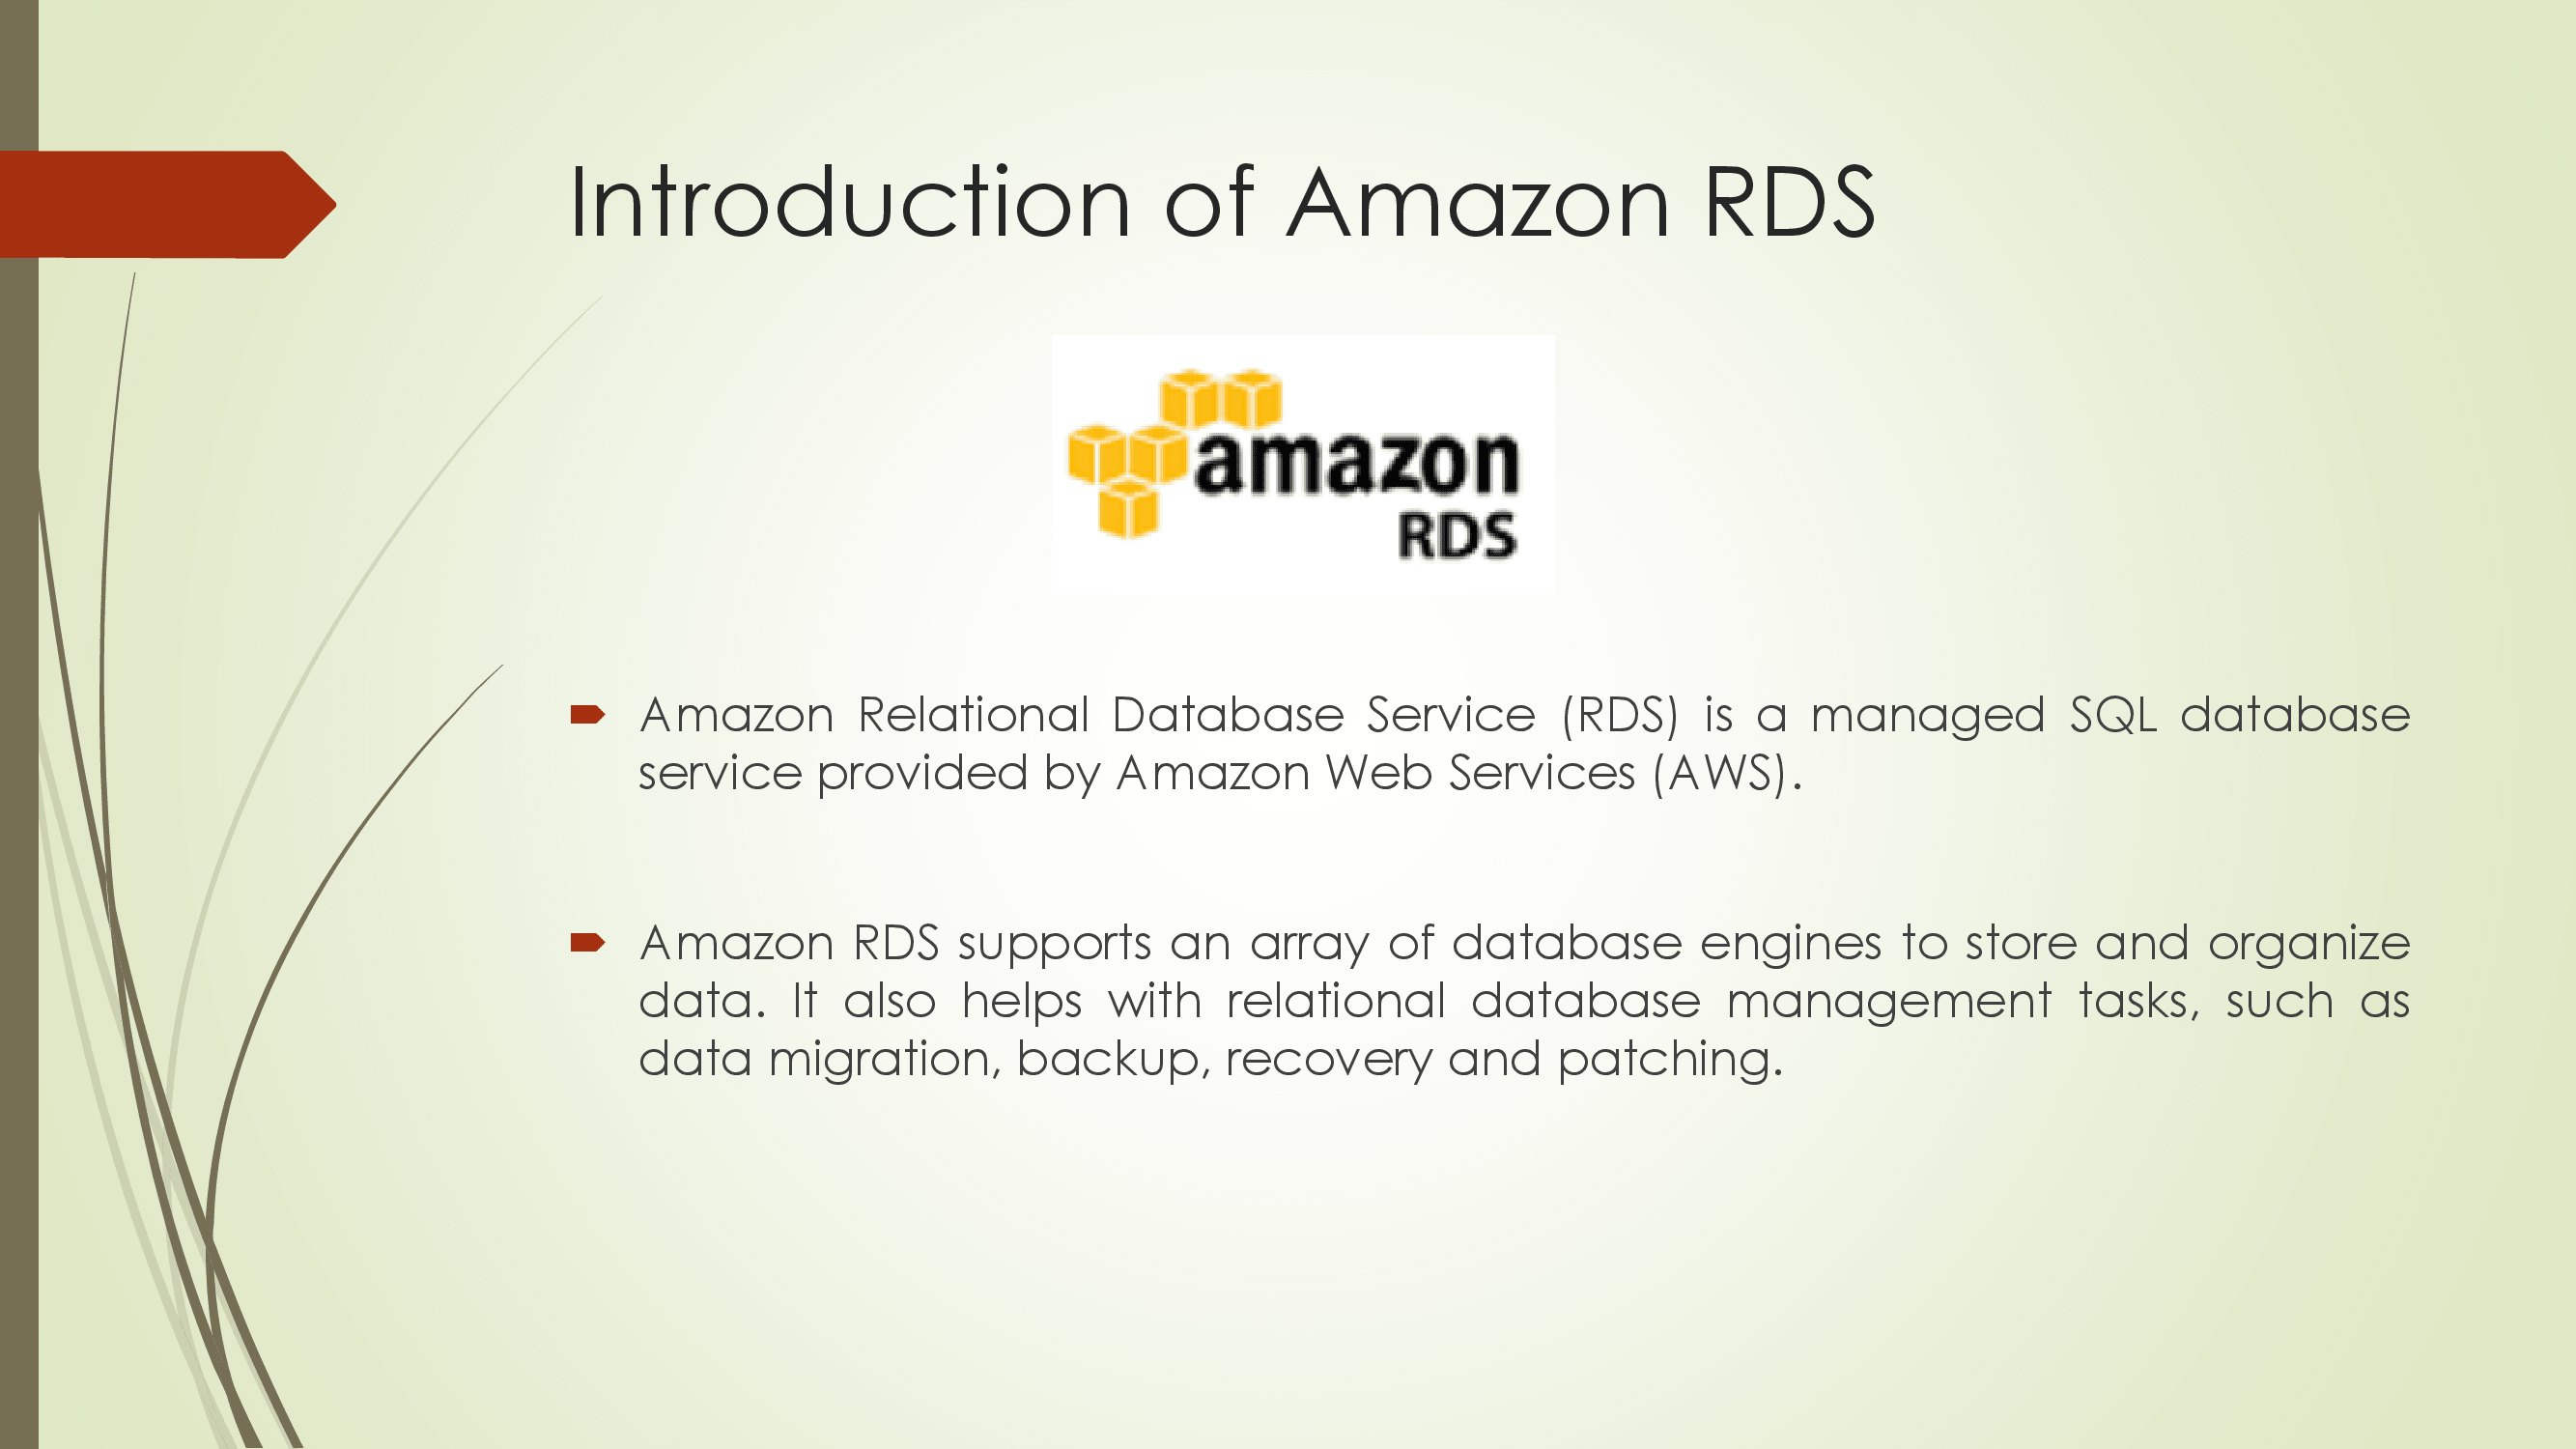 Introduction of Amazon RDS
amazon
RDS
Amazon Relational Database Service (RDS) is a managed SQL database
service provided by Amazon Web Services (AWS).
Amazon RDS supports an array of database engines to store and organize
data. It also helps with relational database management tasks, such as
data migration, backup, recovery and patching.